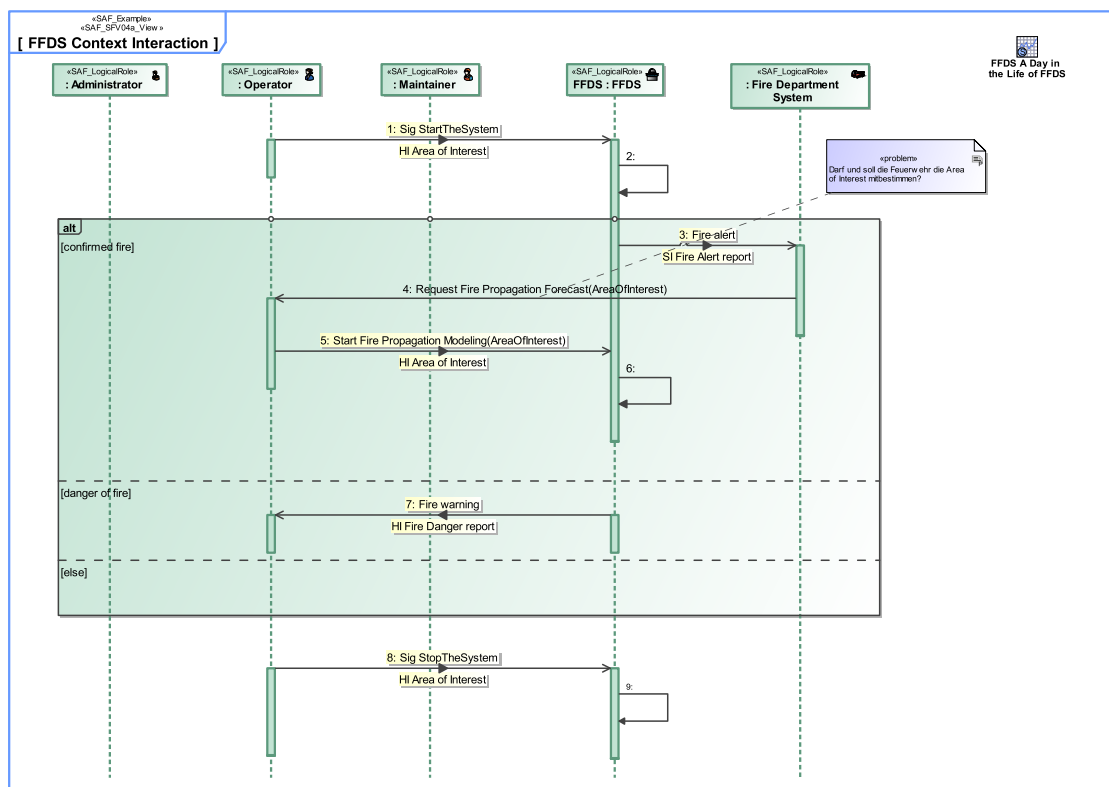 «SAF_Example»
«SAF_SFV04a_View »
[ FFDS Context Interaction ]
FFDS A Day in
the Life of FFDS
«SAF_LogicalRole»
: Administrator
«SAF_LogicalRole»
: Operator
«SAF_LogicalRole»
: Maintainer
«SAF_LogicalRole»
FFDS : FFDS
«SAF_LogicalRole»
: Fire Department
System
1: Sig StartTheSystem
HI Area of Interest
2:
«problem»
Darf und soll die Feuerwehr die Area
of Interest mitbestimmen?
alt
[confirmed fire]
3: Fire alert
SI Fire Alert report
4: Request Fire Propagation Forecast(AreaOfInterest)
5: Start Fire Propagation Modeling(AreaOfInterest)
HI Area of Interest
6:
[danger of fire]
7: Fire warning
HI Fire Danger report
[else]
8: Sig StopTheSystem
HI Area of Interest
9: